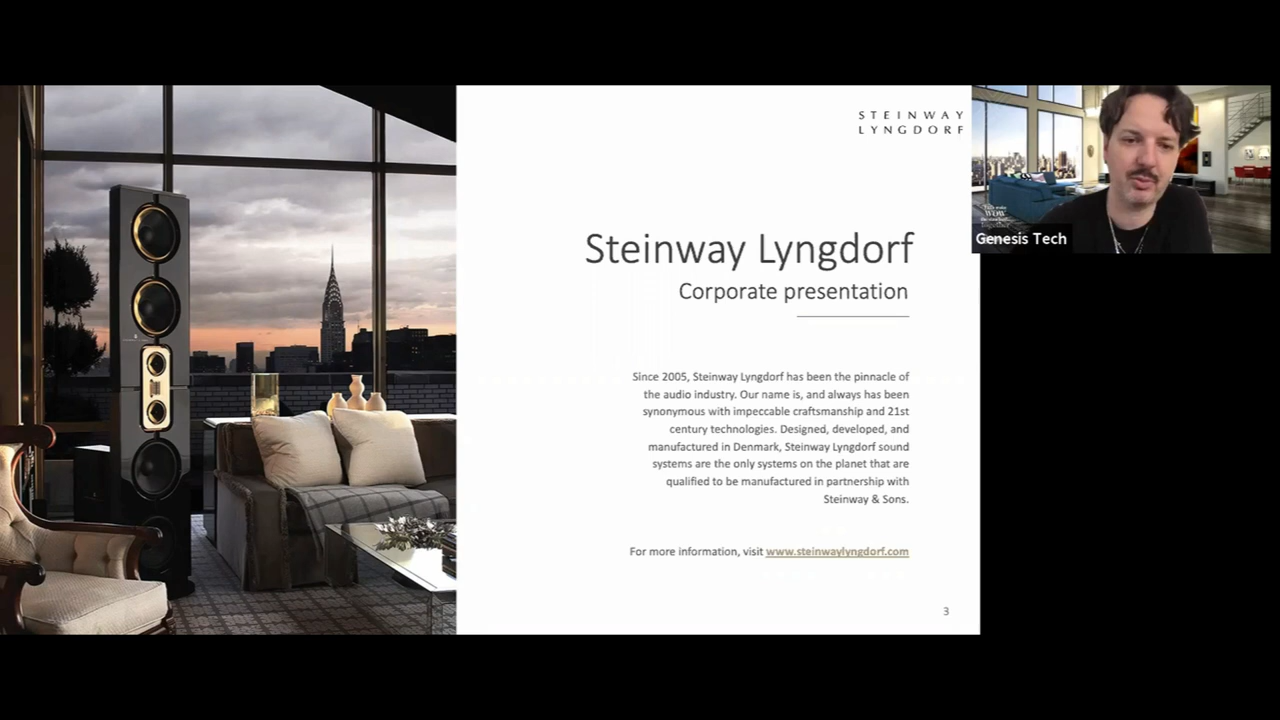 STEINWAY
LYNGDORF
Steinway Lyngdorf
Corporate presentation
Since 2005, Steinway Lyngdorf has been the pinnacle of
the audio industry. Our name is, and always has been
synonymous with impeccable craftsmanship and 21st
century technologies. Designed, developed, and
manufactured in Denmark, Steinway Lyngdorf sound
systems are the only systems on the planet that are
qualified to be manufactured in partnership with
Steinway & Sons.
For more information, visit www.steinwaylyngdorf.com
3
WOW
Genesis Tech